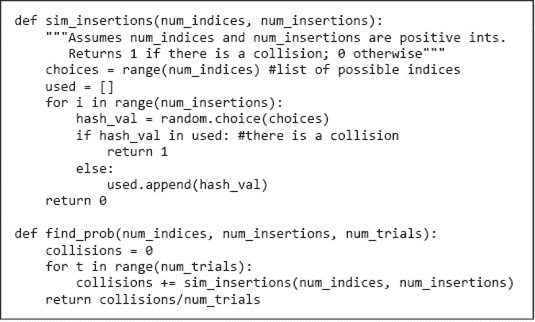 def sim_insertions(num_indices, num_insertions):
    """Assumes num_indices and num_insertions are positive ints.
       Returns 1 if there is a collision; 0 otherwise"""
    choices = range(num_indices) #list of possible indices
    used = []
    for i in range(num_insertions):
        hash_val = random.choice(choices)
        if hash_val in used: #there is a collision
            return 1
        else:
            used.append(hash_val)
    return 0

def find_prob(num_indices, num_insertions, num_trials):
    collisions = 0
    for t in range(num_trials):
        collisions += sim_insertions(num_indices, num_insertions)
    return collisions/num_trials